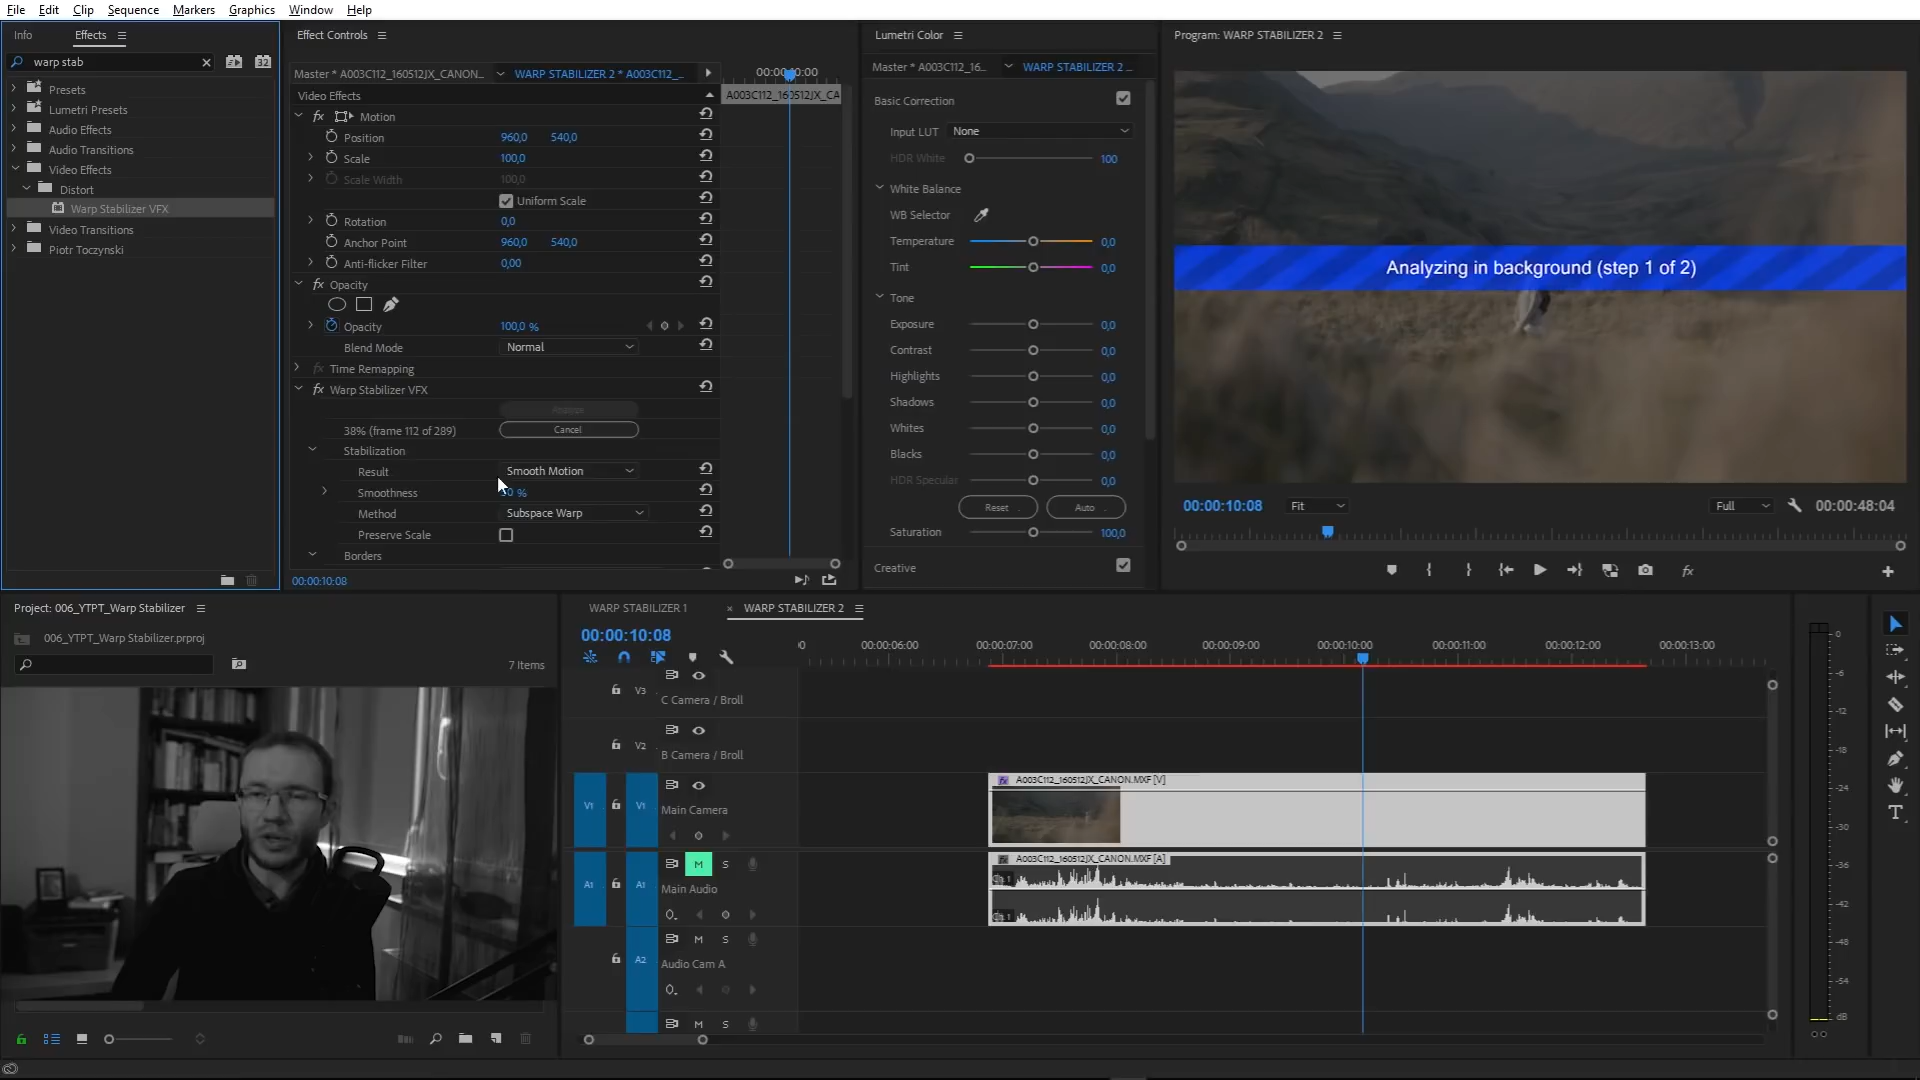 File Edit Clip Sequence Markers Graphics Window Help
Info Effects
warp stab
Presets
Lumetri Presets
Audio Effects
Audio Transitions
Video Effects
Distort
Warp Stabilizer VFX
Video Transitions
Piotr Toczynski
Effect Controls
Master * A003C112_160512JX_CANON... WARP STABILIZER 2 * A003C112_... 00:00:10:00
Video Effects A003C112_160512JX_CA
fx Motion
Position 960,0 540,0
Scale 100,0
Scale Width 100,0
Uniform Scale
Rotation 0,0
Anchor Point 960,0 540,0
Anti-flicker Filter 0,00
fx Opacity
Opacity 100,0 %
Blend Mode Normal
fx Time Remapping
fx Warp Stabilizer VFX
Analyze
38% (frame 112 of 289) Cancel
Stabilization
Result Smooth Motion
Smoothness 0 %
Method Subspace Warp
Preserve Scale
Borders
00:00:10:08
Lumetri Color
Master * A003C112_16... WARP STABILIZER 2 ...
Basic Correction
Input LUT None
HDR White 100
White Balance
WB Selector
Temperature 0,0
Tint 0,0
Tone
Exposure 0,0
Contrast 0,0
Highlights 0,0
Shadows 0,0
Whites 0,0
Blacks 0,0
HDR Specular 0,0
Reset Auto
Saturation 100,0
Creative
Program: WARP STABILIZER 2
Analyzing in background (step 1 of 2)
00:00:10:08 Fit Full 00:00:48:04
fx
Project: 006_YTPT_Warp Stabilizer
006_YTPT_Warp Stabilizer.prproj
7 Items
WARP STABILIZER 1 × WARP STABILIZER 2
00:00:10:08
:00 00:00:06:00 00:00:07:00 00:00:08:00 00:00:09:00 00:00:10:00 00:00:11:00 00:00:12:00 00:00:13:00
V3
C Camera / Broll
V2
B Camera / Broll
V1 V1
Main Camera
fx A003C112_160512JX_CANON.MXF [V]
A1 A1 M S
Main Audio
fx A003C112_160512JX_CANON.MXF [A]
Ch. 1
Ch. 1
A2 M S
Audio Cam A
M S
0
-6
-12
-18
-24
-30
-36
-42
-48
-54
dB